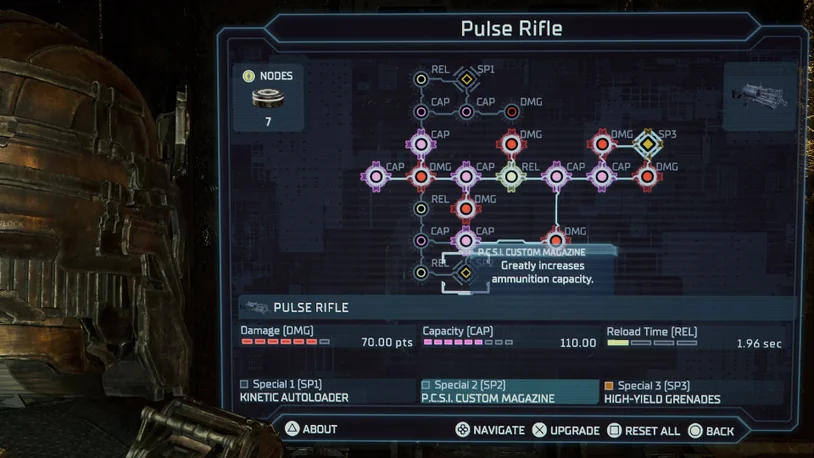 Pulse Rifle
NODES
7
REL SP1
CAP CAP DMG
CAP DMG DMG SP3
CAP DMG CAP REL CAP CAP DMG
REL DMG
CAP CAP DMG
REL
P.C.S.I. CUSTOM MAGAZINE
Greatly increases
ammunition capacity.
PULSE RIFLE
Damage [DMG] 70.00 pts
Capacity [CAP] 110.00
Reload Time [REL] 1.96 sec
Special 1 [SP1]
KINETIC AUTOLOADER
Special 2 [SP2]
P.C.S.I. CUSTOM MAGAZINE
Special 3 [SP3]
HIGH-YIELD GRENADES
ABOUT NAVIGATE UPGRADE RESET ALL BACK